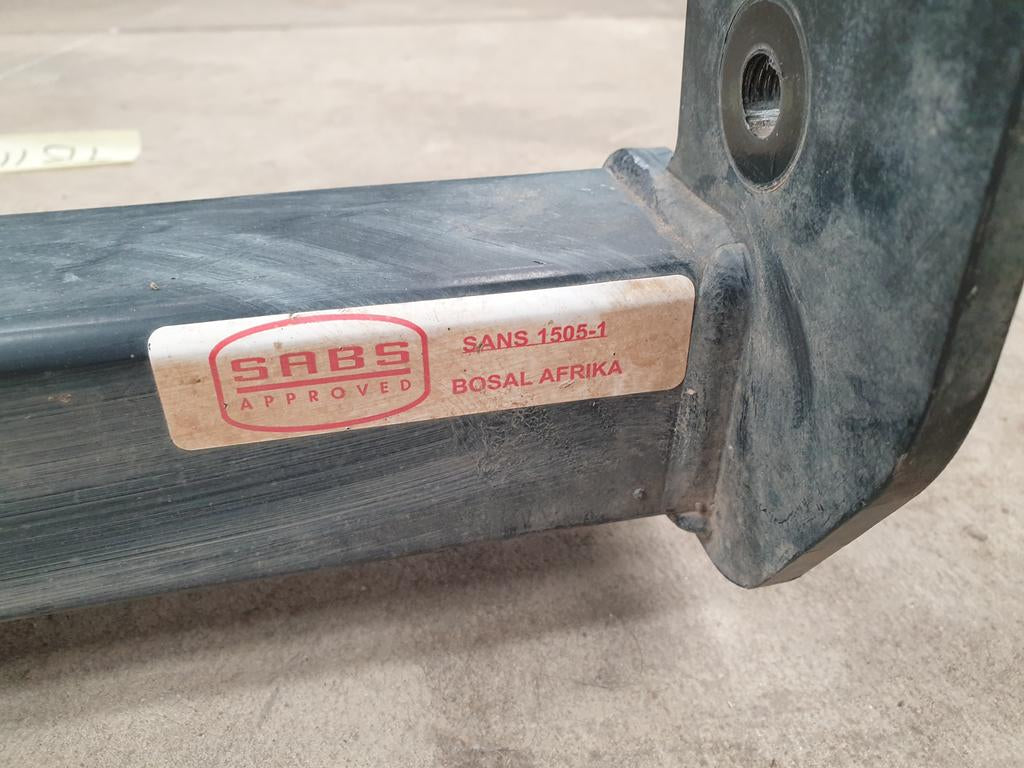 SABS
APPROVED
SANS 1505-1
BOSAL AFRIKA